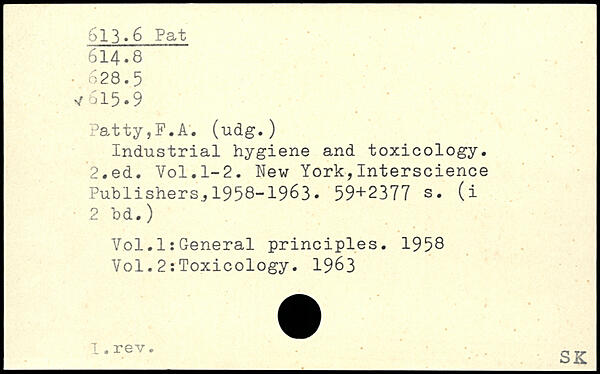 613.6 Pat
614.8
628.5
✓615.9
Patty,F.A. (udg.)
Industrial hygiene and toxicology.
2.ed. Vol.1-2. New York,Interscience
Publishers,1958-1963. 59+2377 s. (i
2 bd.)
Vol.1:General principles. 1958
Vol.2:Toxicology. 1963
I.rev.
SK